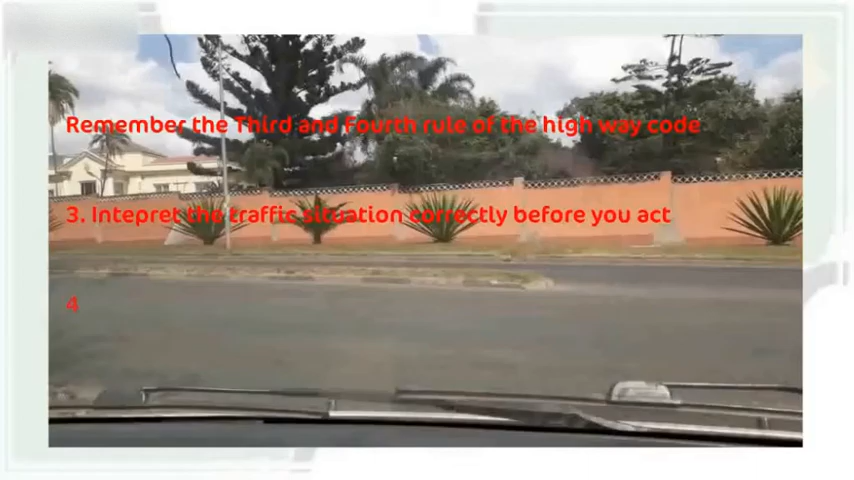 Remember the Third and Fourth rule of the high way code
3. Intepret the traffic situation correctly before you act
4